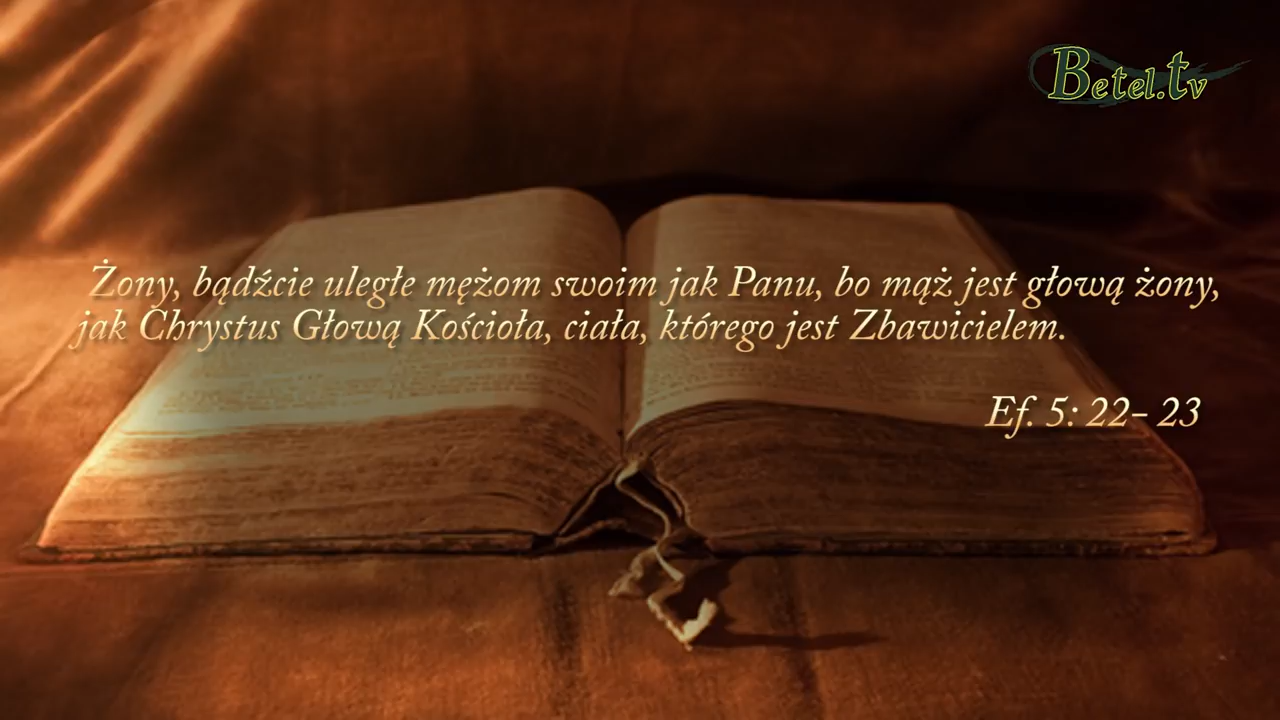 Betel.tv
Żony, bądźcie uległe mężom swoim jak Panu, bo mąż jest głową żony,
jak Chrystus Głową Kościoła, ciała, którego jest Zbawicielem.
Ef. 5: 22- 23